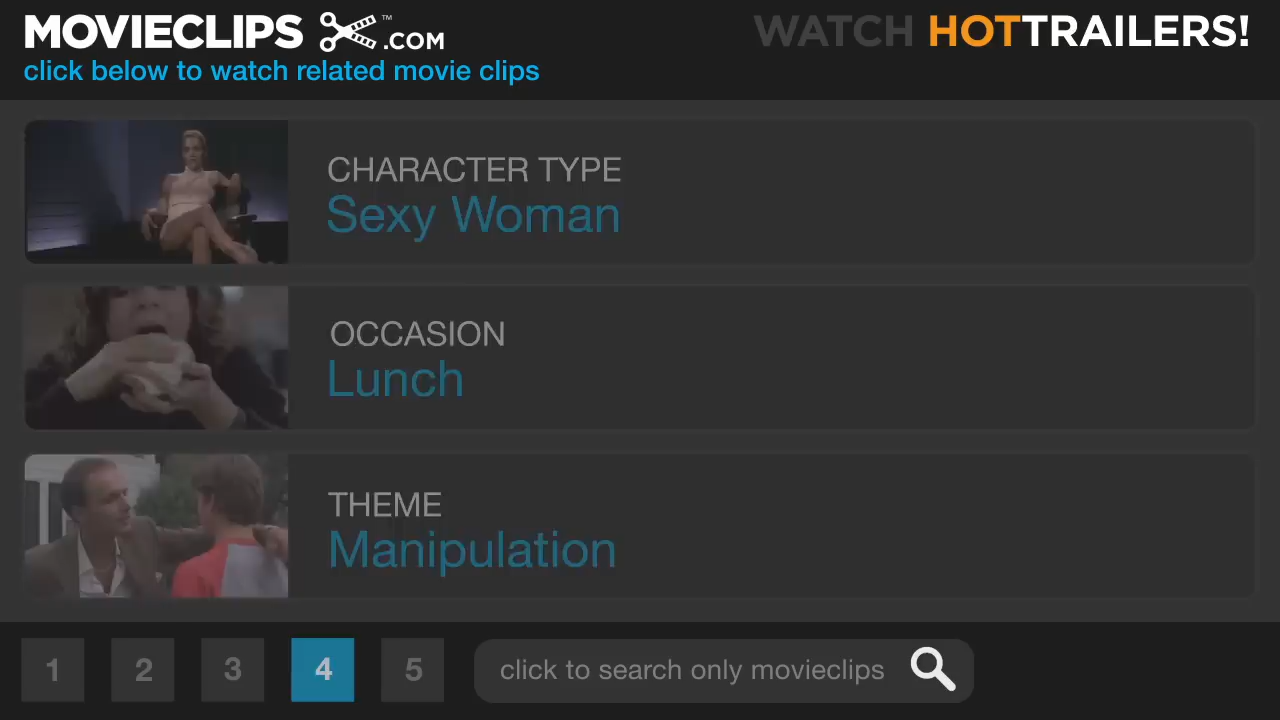 MOVIECLIPS ™ .COM
WATCH HOTTRAILERS!
click below to watch related movie clips
CHARACTER TYPE
Sexy Woman
OCCASION
Lunch
THEME
Manipulation
1 2 3 4 5
click to search only movieclips